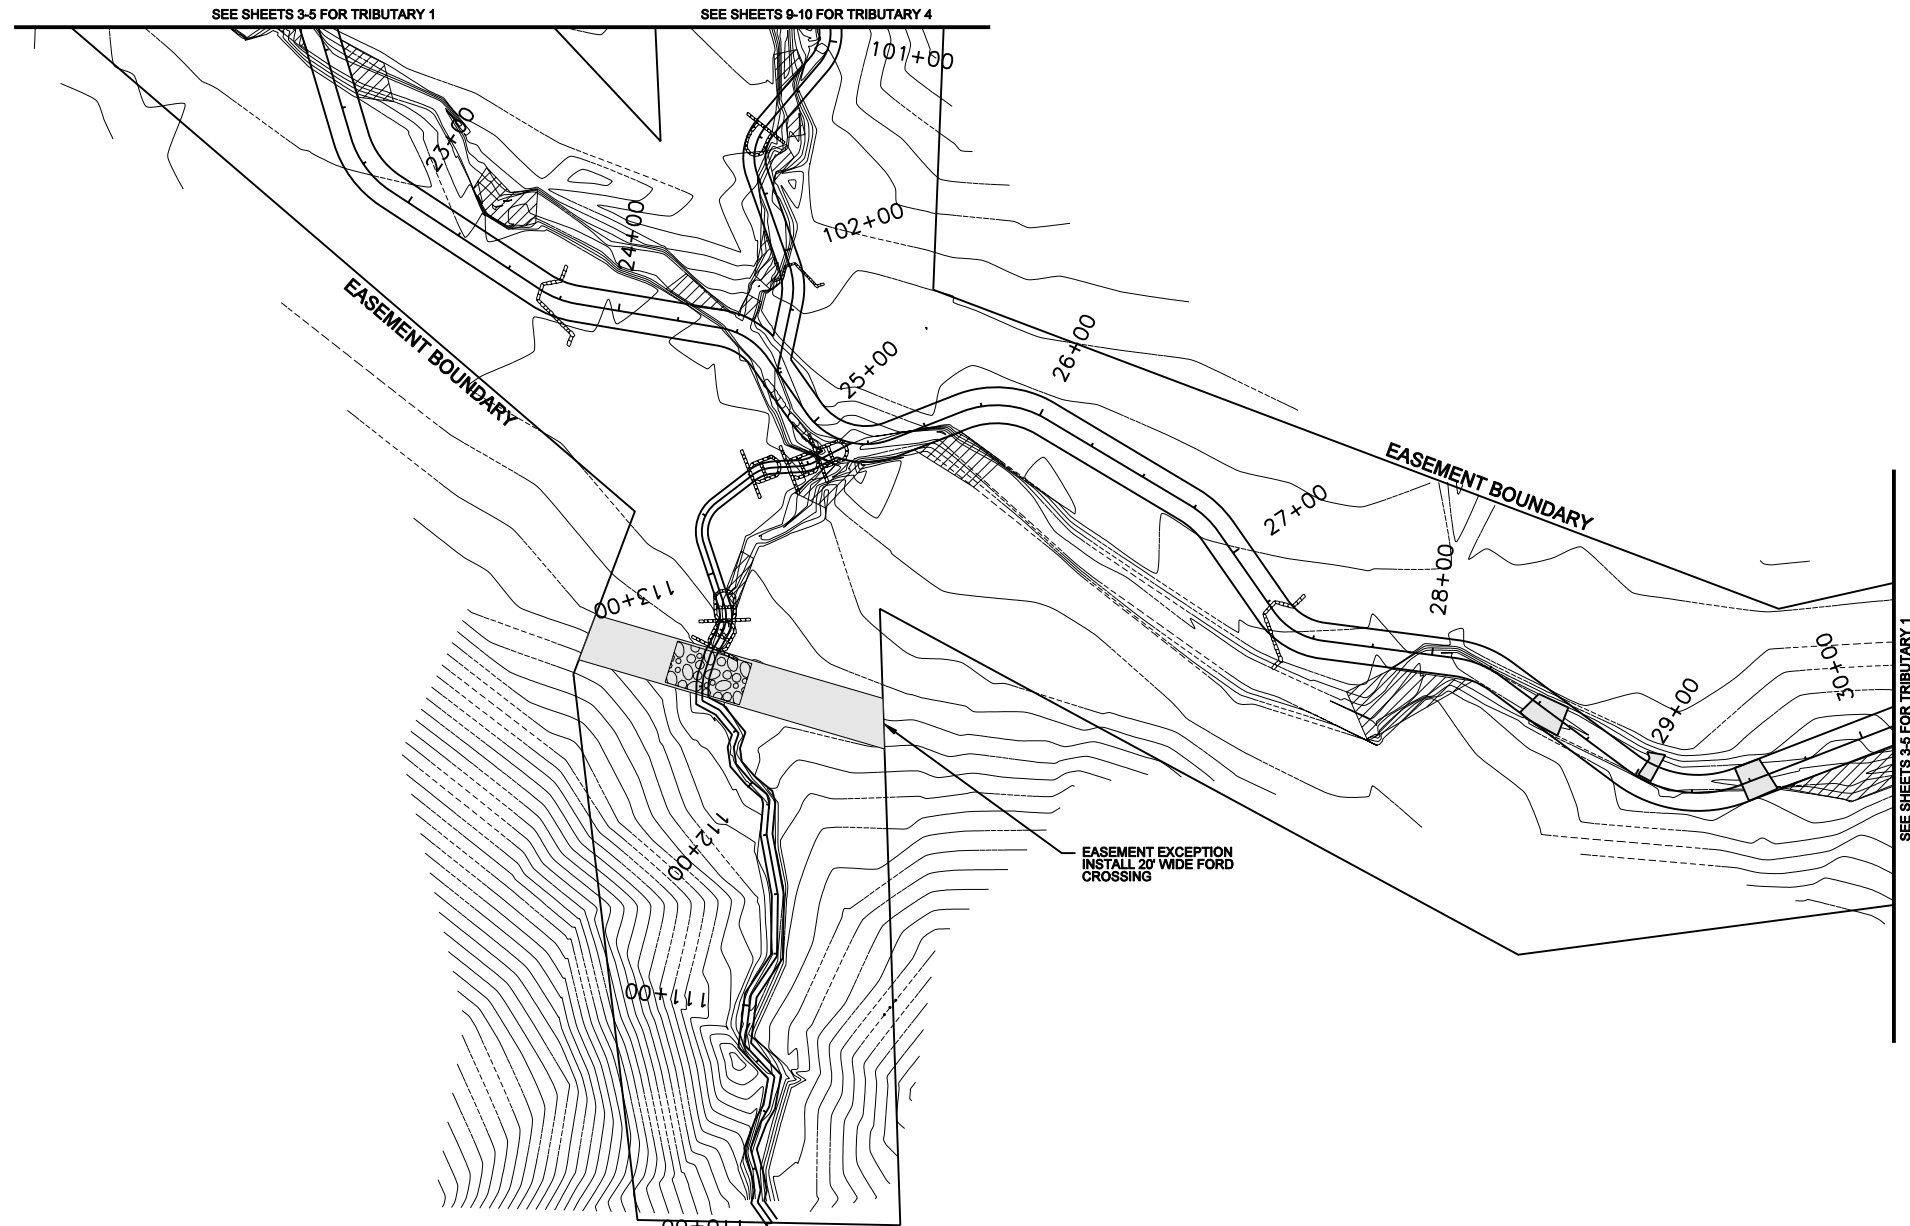 SEE SHEETS 3-5 FOR TRIBUTARY 1
SEE SHEETS 9-10 FOR TRIBUTARY 4
101+00
23+00
102+00
24+00
EASEMENT BOUNDARY
25+00
26+00
EASEMENT BOUNDARY
27+00
28+00
113+00
30+00
29+00
SEE SHEETS 3-5 FOR TRIBUTARY 1
112+00
EASEMENT EXCEPTION
INSTALL 20' WIDE FORD
CROSSING
111+00
110+00